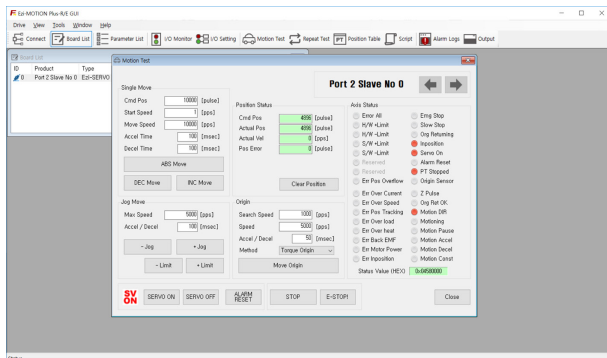 Ezi-MOTION Plus-R/E GUI
Drive View Tools Window Help
Connect Board List Parameter List I/O Monitor I/O Setting Motion Test Repeat Test PT Position Table Script Alarm Logs Output
Board List
ID Product Type
0 Port 2 Slave No 0 Ezi-SERVO
Motion Test
Port 2 Slave No 0
Single Move
Cmd Pos 10000 [pulse]
Start Speed 1 [pps]
Move Speed 10000 [pps]
Accel Time 100 [msec]
Decel Time 100 [msec]
ABS Move
DEC Move INC Move
Position Status
Cmd Pos 4896 [pulse]
Actual Pos 4896 [pulse]
Actual Vel 0 [pps]
Pos Error 0 [pulse]
Clear Position
Axis Status
Error All Emg Stop
H/W +Limit Slow Stop
H/W -Limit Org Returning
S/W +Limit Inposition
S/W -Limit Servo On
Reserved Alarm Reset
Reserved PT Stopped
Err Pos Overflow Origin Sensor
Err Over Current Z Pulse
Err Over Speed Org Ret OK
Err Pos Tracking Motion DIR
Err Over load Motioning
Err Over heat Motion Pause
Err Back EMF Motion Accel
Err Motor Power Motion Decel
Err Inposition Motion Const
Status Value (HEX) 0x04580000
Jog Move
Max Speed 5000 [pps]
Accel / Decel 100 [msec]
- Jog + Jog
- Limit + Limit
Origin
Search Speed 1000 [pps]
Speed 5000 [pps]
Accel / Decel 50 [msec]
Method Torque Origin
Move Origin
SV ON SERVO ON SERVO OFF ALARM RESET STOP E-STOP! Close